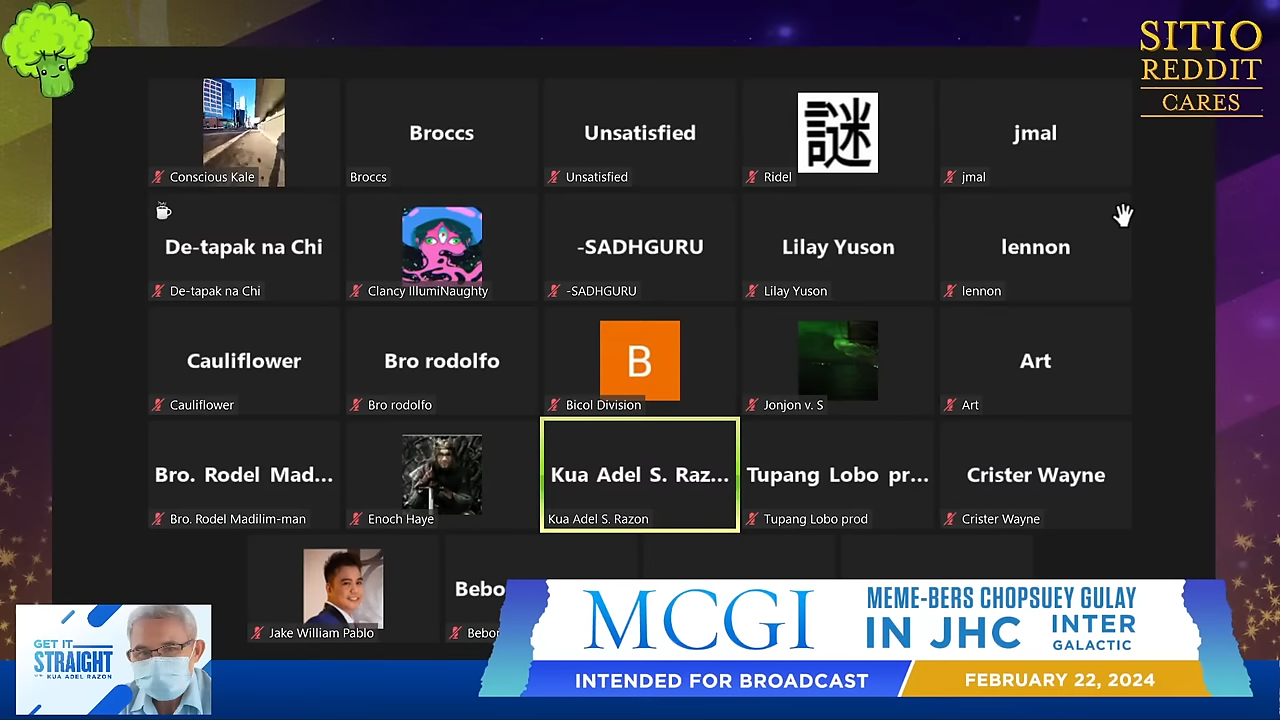 SITIO
REDDIT
CARES
Conscious Kale
Broccs
Broccs
Unsatisfied
Unsatisfied
謎
Ridel
jmal
jmal
De-tapak na Chi
De-tapak na Chi
Clancy IllumiNaughty
-SADHGURU
-SADHGURU
Lilay Yuson
Lilay Yuson
lennon
lennon
Cauliflower
Cauliflower
Bro rodolfo
Bro rodolfo
B
Bicol Division
Jonjon v. S
Art
Art
Bro. Rodel Mad...
Bro. Rodel Madilim-man
Enoch Haye
Kua Adel S. Raz...
Kua Adel S. Razon
Tupang Lobo pr...
Tupang Lobo prod
Crister Wayne
Crister Wayne
Jake William Pablo
Bebo
Bebor
GET IT
STRAIGHT
KUA ADEL RAZON
MCGI
MEME-BERS CHOPSUEY GULAY
IN JHC INTER
GALACTIC
INTENDED FOR BROADCAST
FEBRUARY 22, 2024